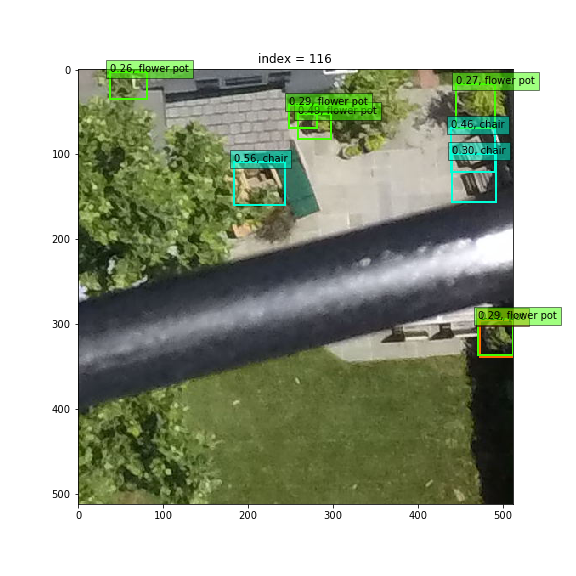 index = 116
0.26, flower pot
0.27, flower pot
0.29, flower pot
0.49, flower pot
0.46, chair
0.30, chair
0.56, chair
0.29, flower pot
0
100
200
300
400
500
0
100
200
300
400
500